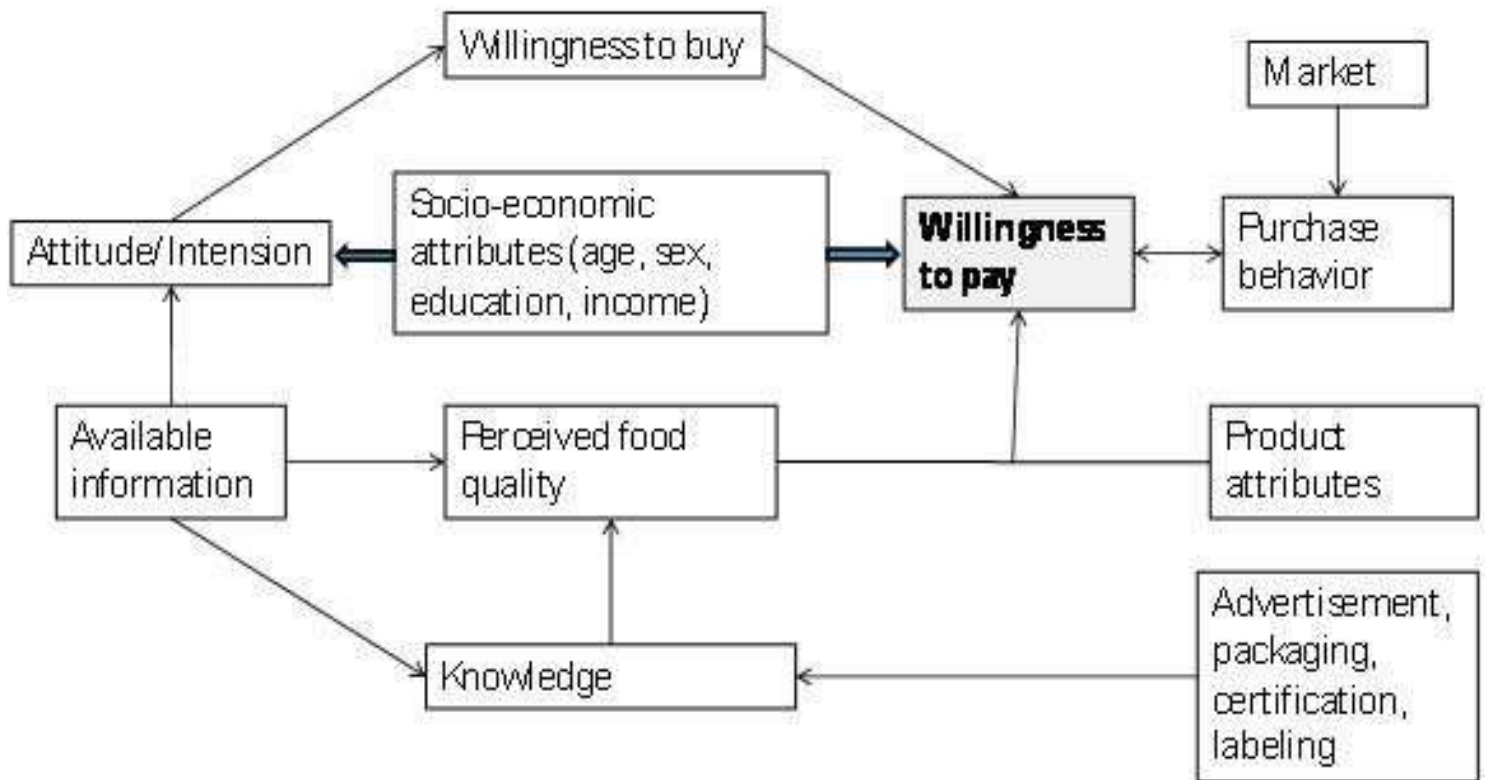 Willingness to buy
Market
Socio-economic
attributes (age, sex,
education, income)
Attitude/ Intension
Willingness
to pay
Purchase
behavior
Available
information
Perceived food
quality
Product
attributes
Knowledge
Advertisement,
packaging,
certification,
labeling